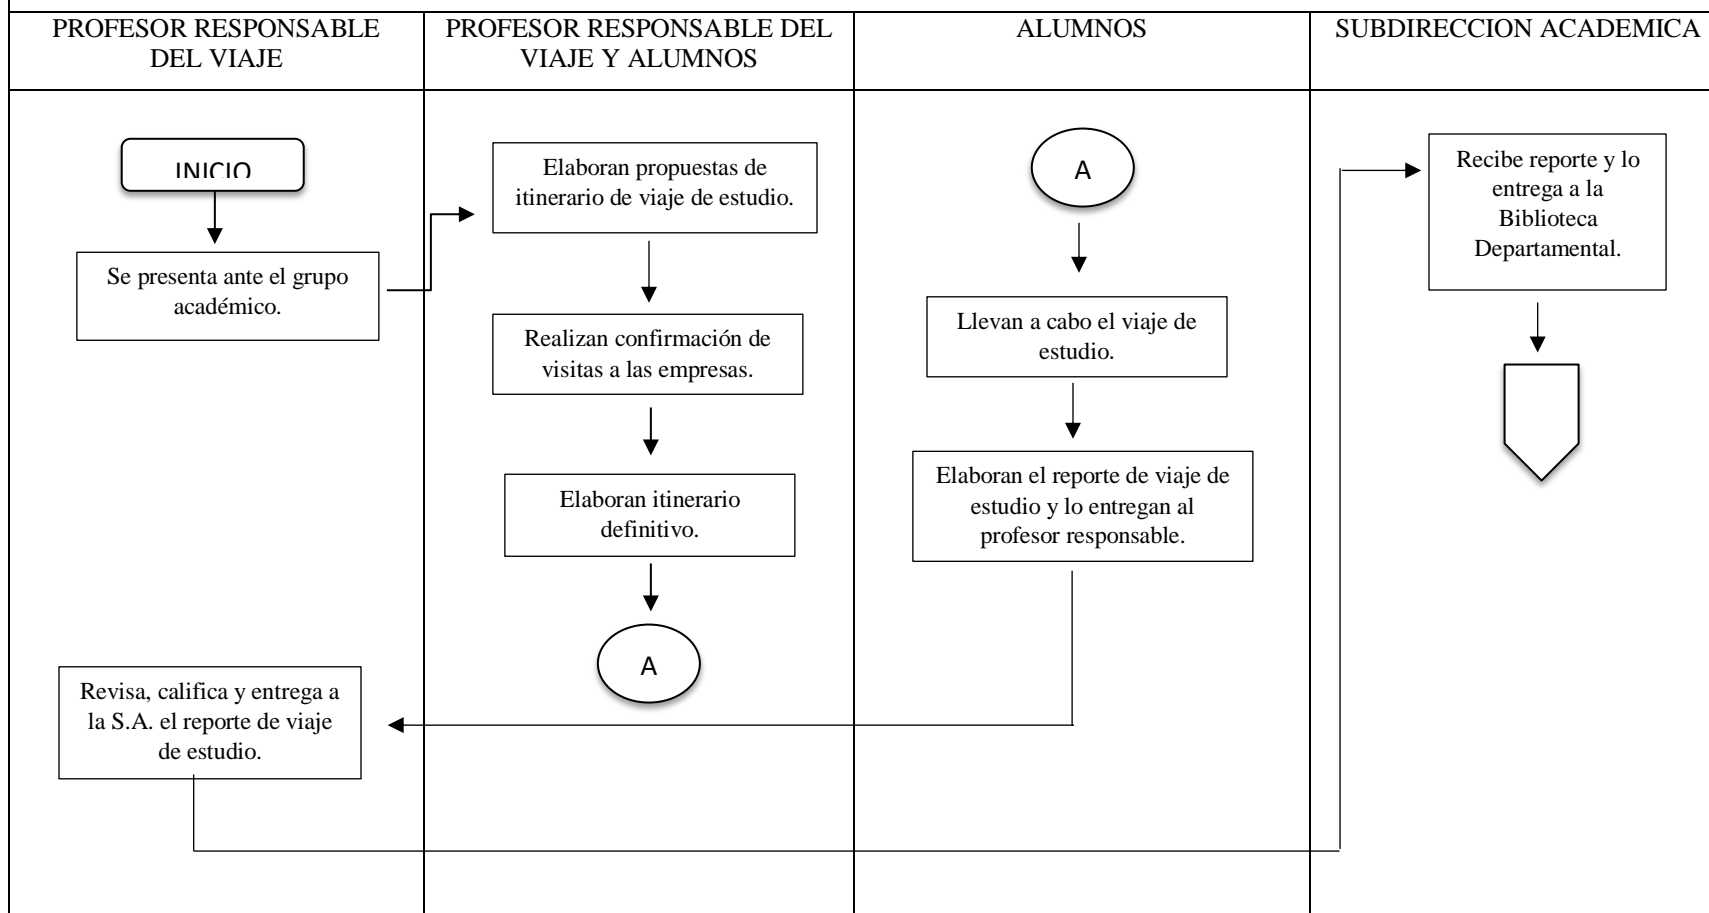 PROFESOR RESPONSABLE
DEL VIAJE
PROFESOR RESPONSABLE DEL
VIAJE Y ALUMNOS
ALUMNOS
SUBDIRECCION ACADEMICA
INICIO
Se presenta ante el grupo
académico.
Revisa, califica y entrega a
la S.A. el reporte de viaje
de estudio.
Elaboran propuestas de
itinerario de viaje de estudio.
Realizan confirmación de
visitas a las empresas.
Elaboran itinerario
definitivo.
A
A
Llevan a cabo el viaje de
estudio.
Elaboran el reporte de viaje de
estudio y lo entregan al
profesor responsable.
Recibe reporte y lo
entrega a la
Biblioteca
Departamental.